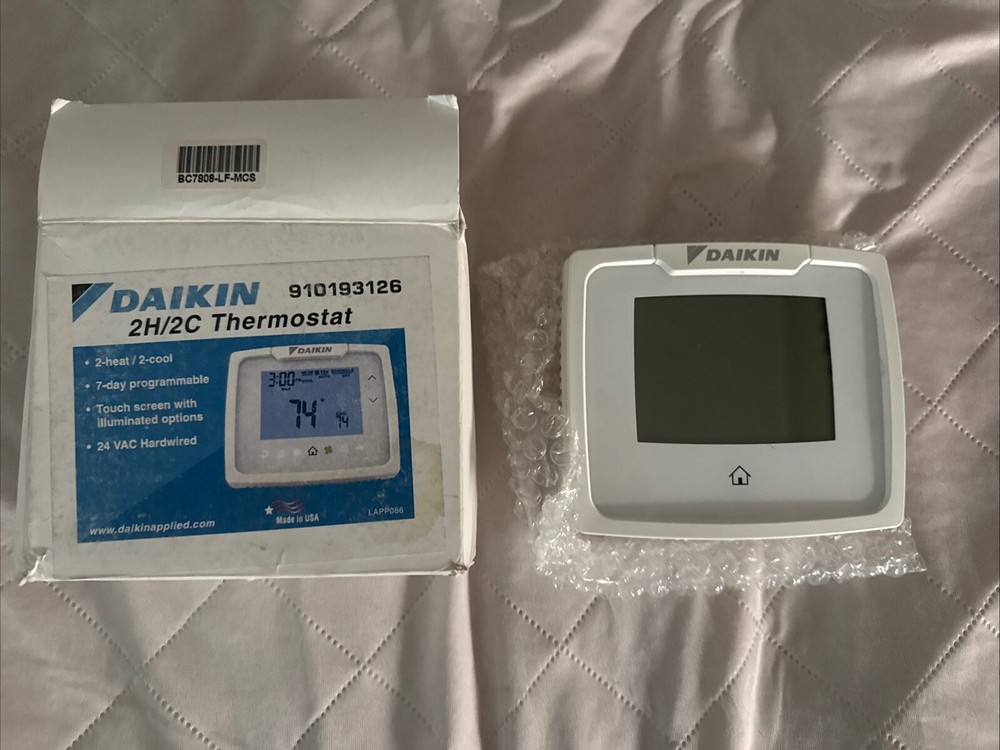 BC7808-LF-MCS
DAIKIN 910193126
2H/2C Thermostat
• 2-heat / 2-cool
• 7-day programmable
• Touch screen with
illuminated options
• 24 VAC Hardwired
DAIKIN
3:00
74°
74
Made in USA
www.daikinapplied.com
LAPP086
DAIKIN